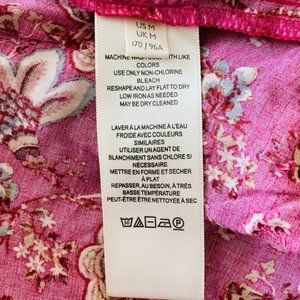 US M
UK M
170 / 96A
MACHINE WASH COLD WITH LIKE
COLORS
USE ONLY NON-CHLORINE
BLEACH
RESHAPE AND LAY FLAT TO DRY
LOW IRON AS NEEDED
MAY BE DRY CLEANED
LAVER À LA MACHINE À L'EAU
FROIDE AVEC COULEURS
SIMILAIRES
UTILISER UN AGENT DE
BLANCHIMENT SANS CHLORE SI
NÉCESSAIRE
METTRE EN FORME ET SÉCHER
À PLAT
REPASSER, AU BESOIN, À
BASSE TEMPÉRATURE
PEUT-ÊTRE ÊTRE NETTOYÉ À SEC